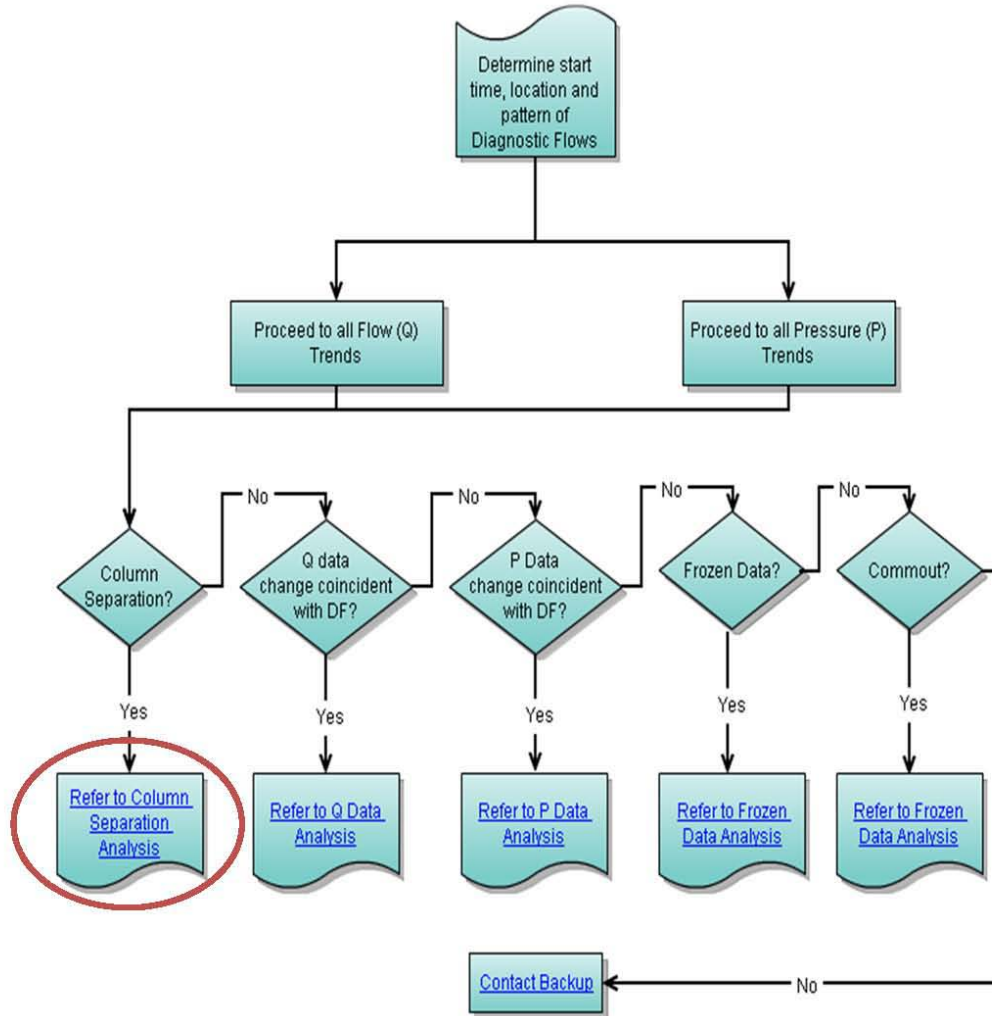 Determine start
time, location and
pattern of
Diagnostic Flows
Proceed to all Flow (Q)
Trends
Proceed to all Pressure (P)
Trends
No
No
No
No
Column
Separation?
Q data
change coincident
with DF?
P Data
change coincident
with DF?
Frozen Data?
Commout?
Yes
Yes
Yes
Yes
Yes
Refer to Column
Separation
Analysis
Refer to Q Data
Analysis
Refer to P Data
Analysis
Refer to Frozen
Data Analysis
Refer to Frozen
Data Analysis
Contact Backup
No